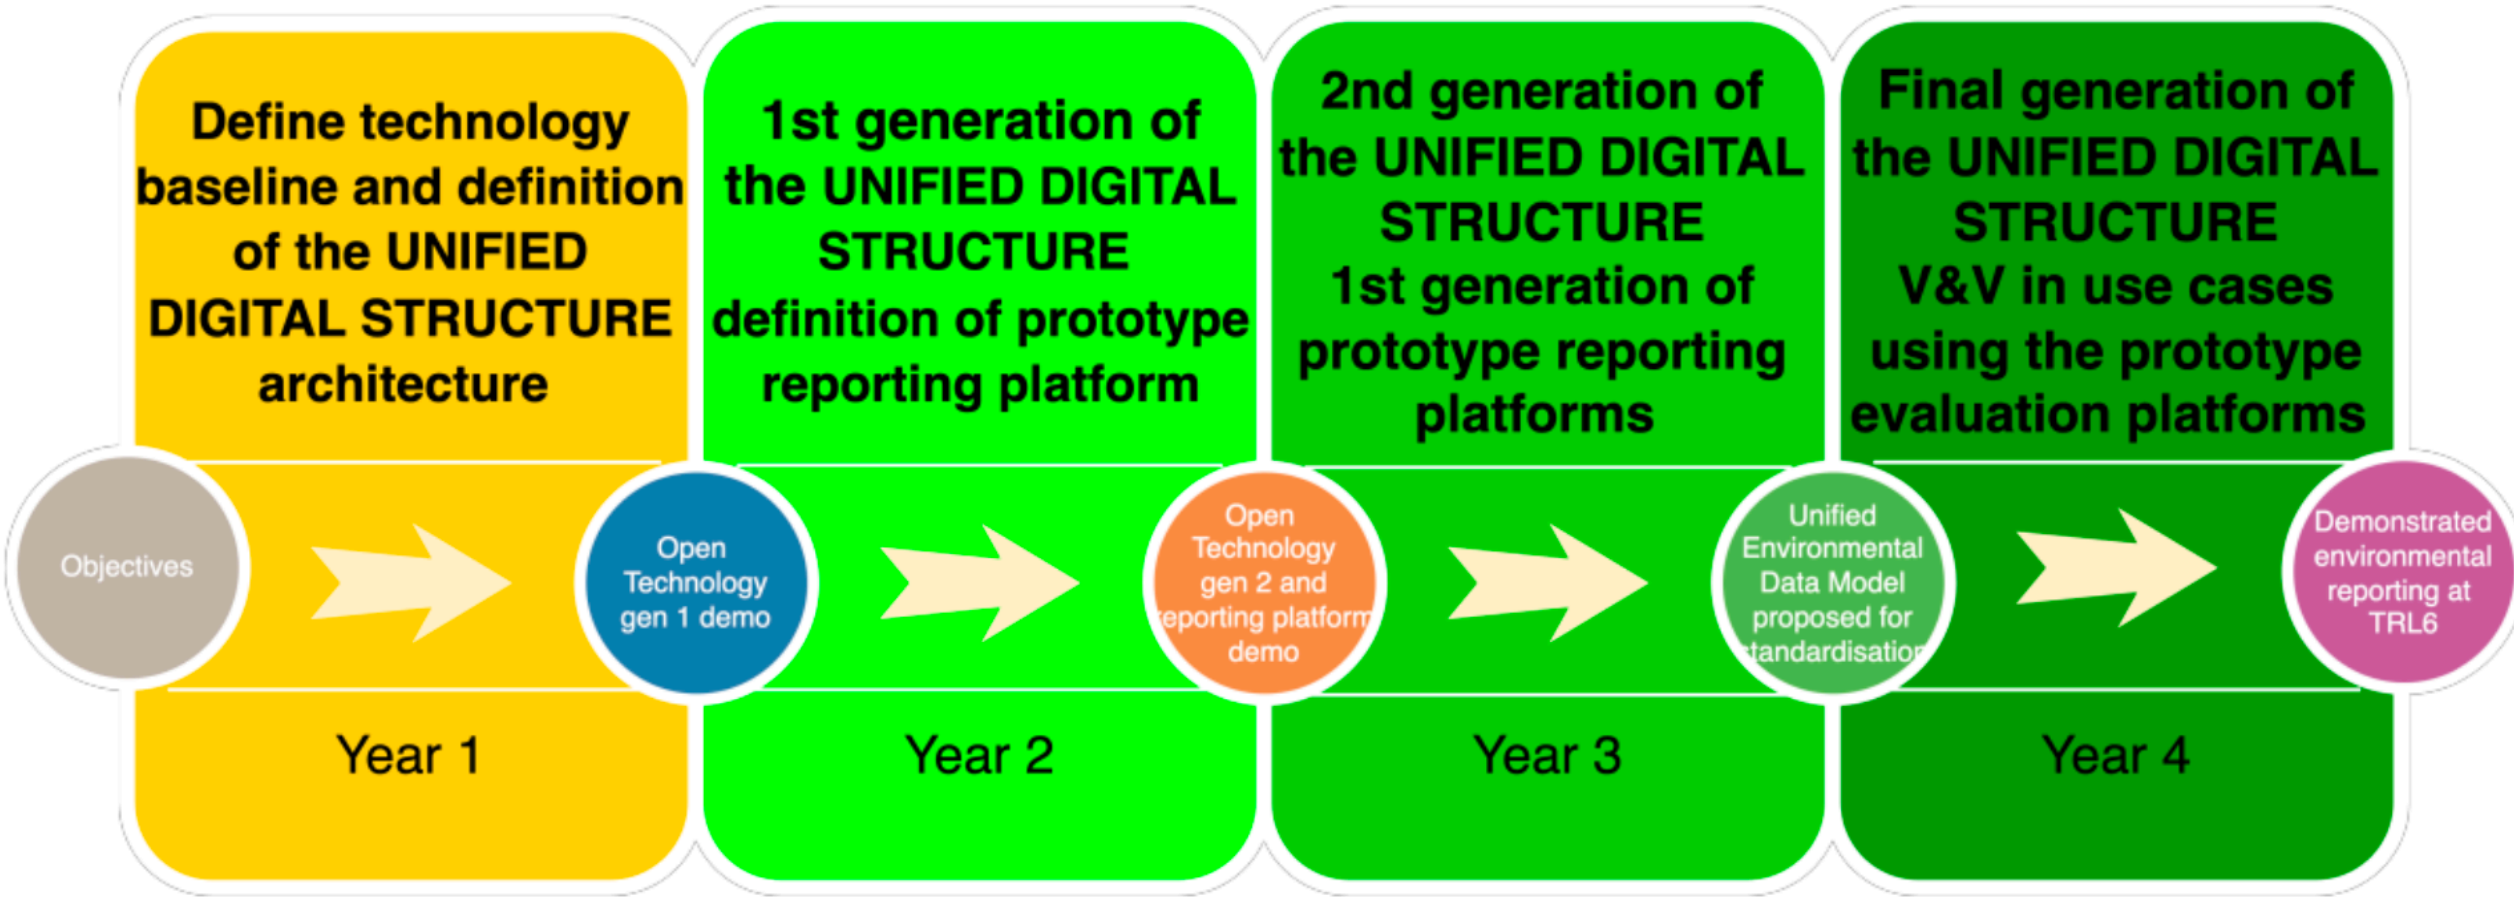 Define technology
baseline and definition
of the UNIFIED
DIGITAL STRUCTURE
architecture
1st generation of
the UNIFIED DIGITAL
STRUCTURE
definition of prototype
reporting platform
2nd generation of
the UNIFIED DIGITAL
STRUCTURE
1st generation of
prototype reporting
platforms
Final generation of
the UNIFIED DIGITAL
STRUCTURE
V&V in use cases
using the prototype
evaluation platforms
Objectives
Open
Technology
gen 1 demo
Open
Technology
gen 2 and
eporting platform
demo
Unified
Environmental
Data Model
proposed for
tandardisation
Demonstrated
environmental
reporting at
TRL6
Year 1
Year 2
Year 3
Year 4